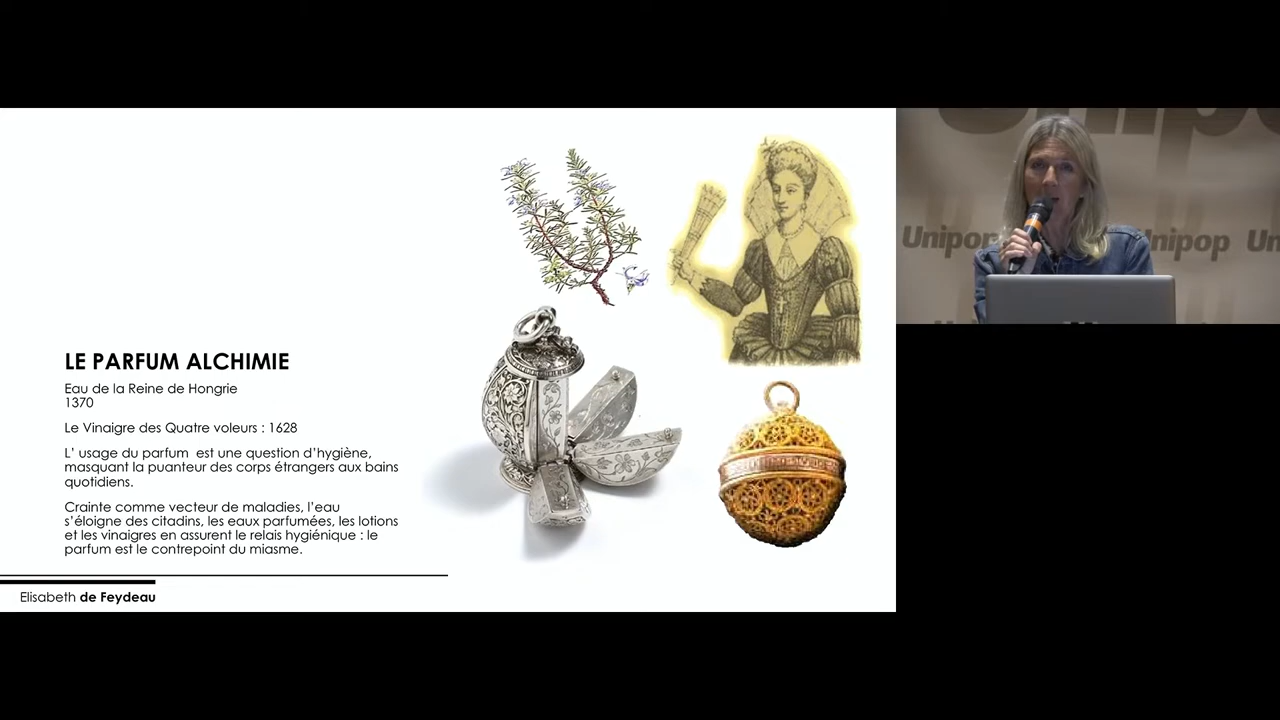 LE PARFUM ALCHIMIE
Eau de la Reine de Hongrie
1370
Le Vinaigre des Quatre voleurs : 1628
L’ usage du parfum est une question d’hygiène,
masquant la puanteur des corps étrangers aux bains
quotidiens.
Crainte comme vecteur de maladies, l’eau
s’éloigne des citadins, les eaux parfumées, les lotions
et les vinaigres en assurent le relais hygiénique : le
parfum est le contrepoint du miasme.
Elisabeth de Feydeau
Unipop
Unipop